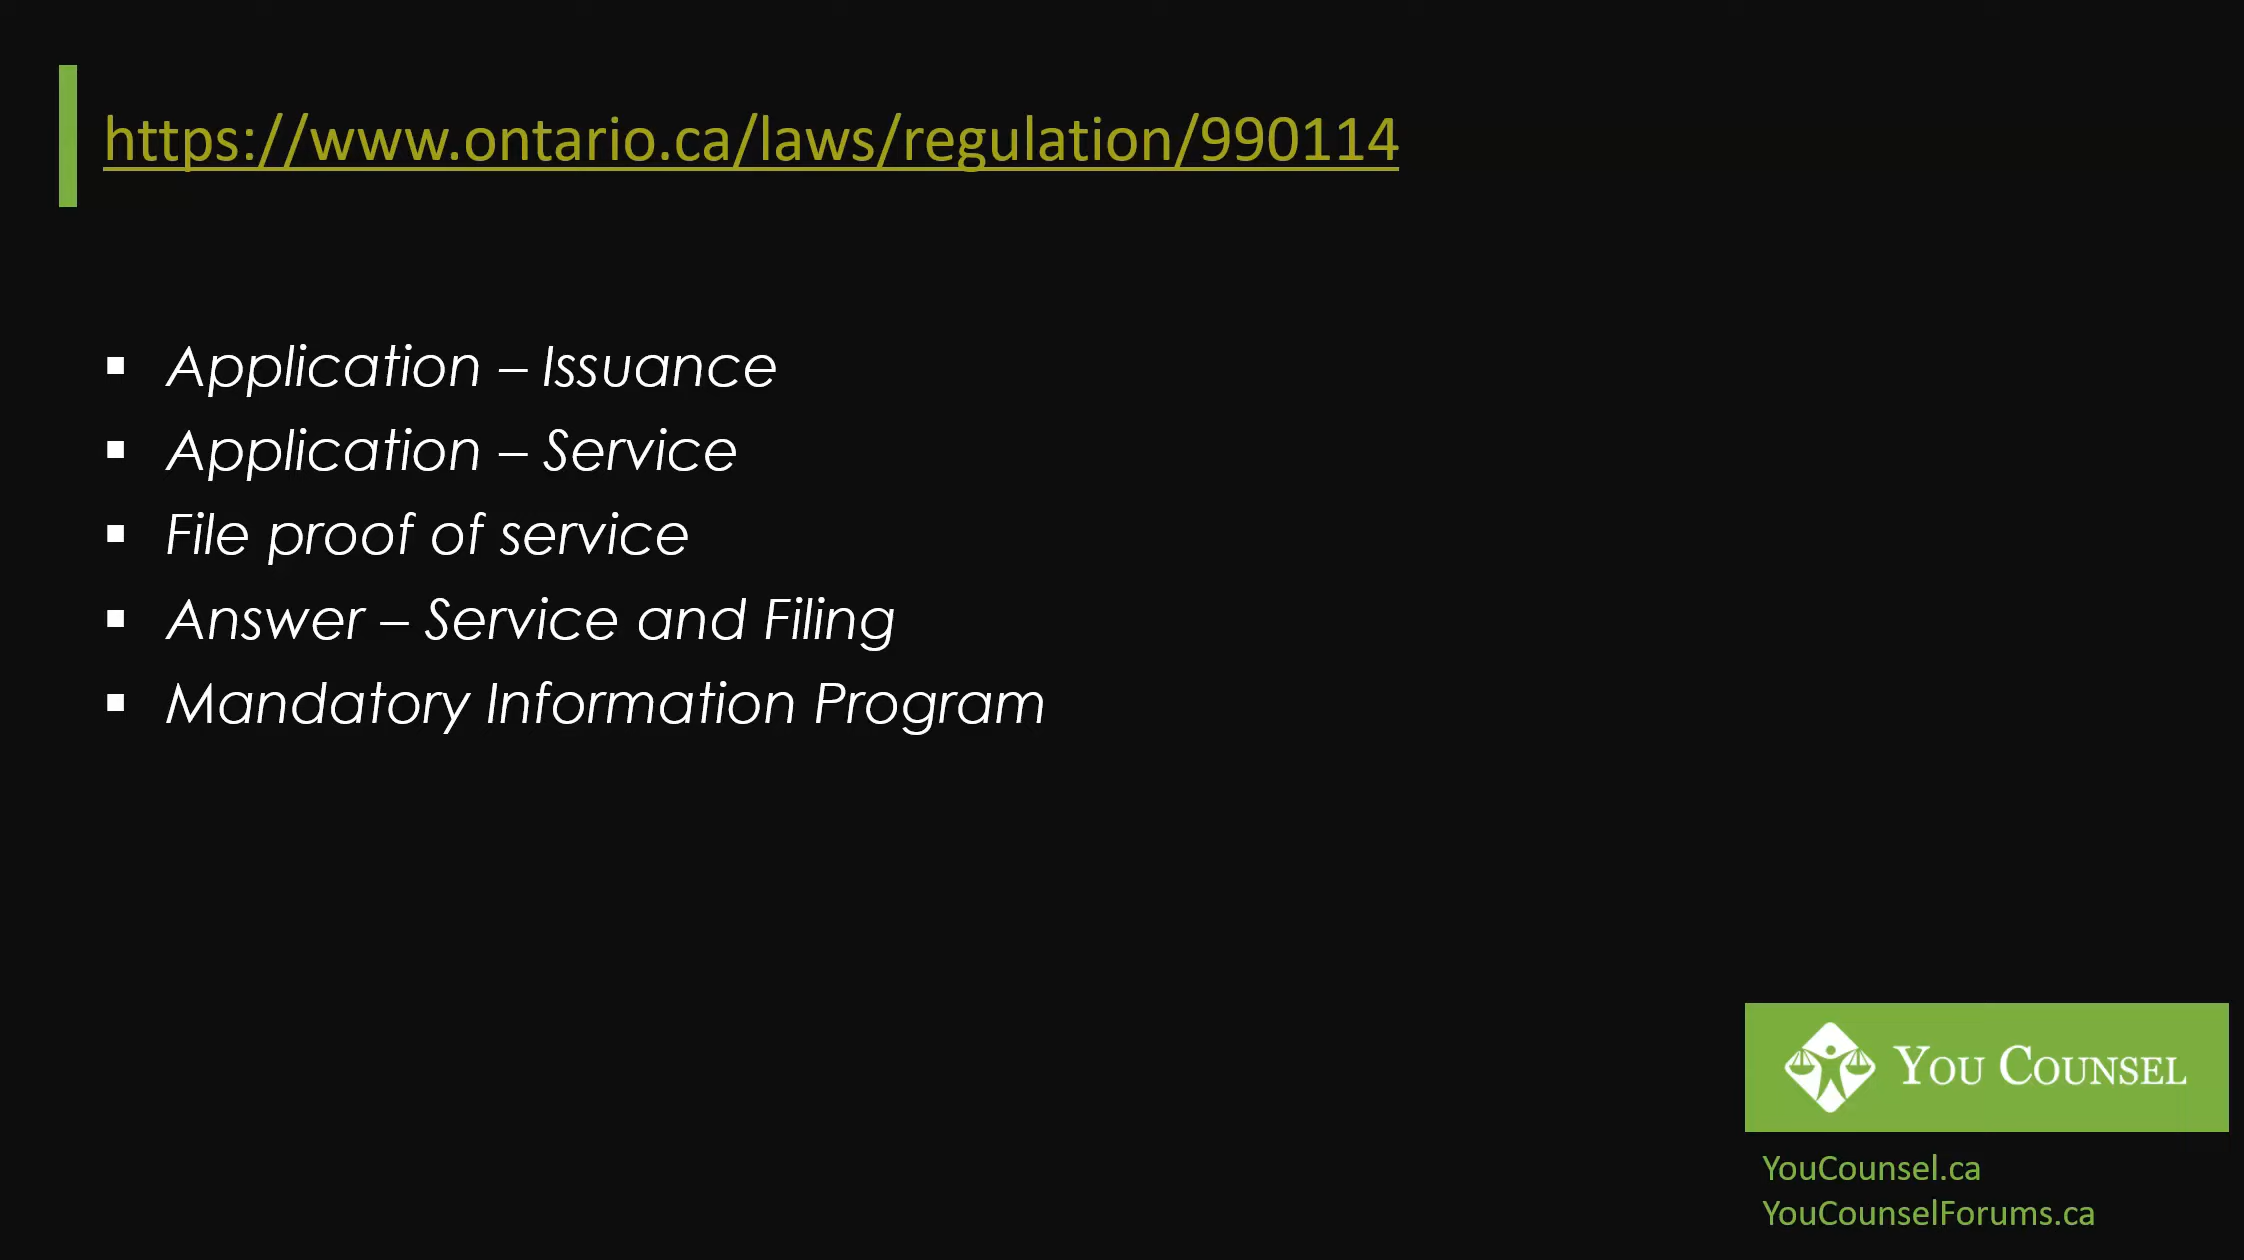 https://www.ontario.ca/laws/regulation/990114
▪ Application – Issuance
▪ Application – Service
▪ File proof of service
▪ Answer – Service and Filing
▪ Mandatory Information Program
You Counsel
YouCounsel.ca
YouCounselForums.ca